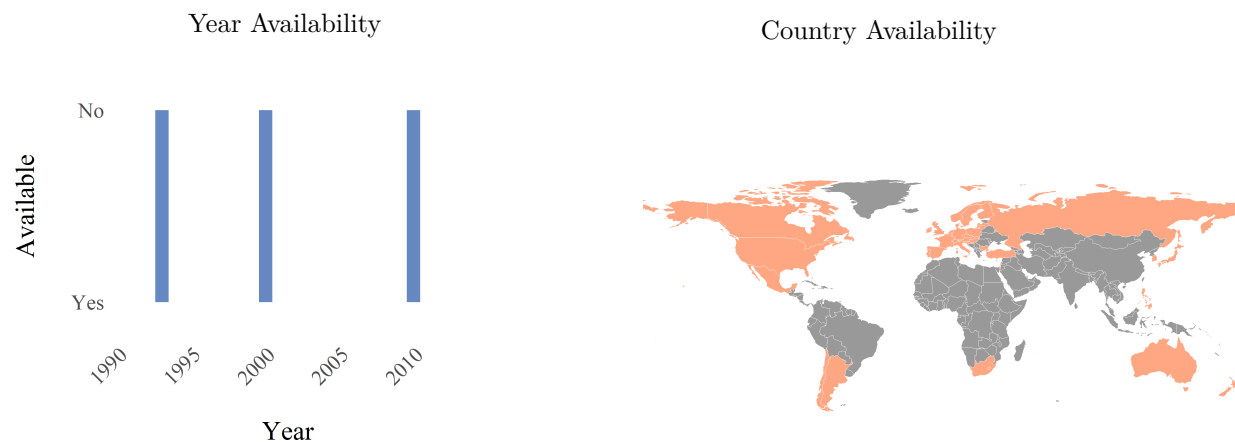 Year Availability
Country Availability
No
Available
Yes
1990
1995
2000
2005
2010
Year